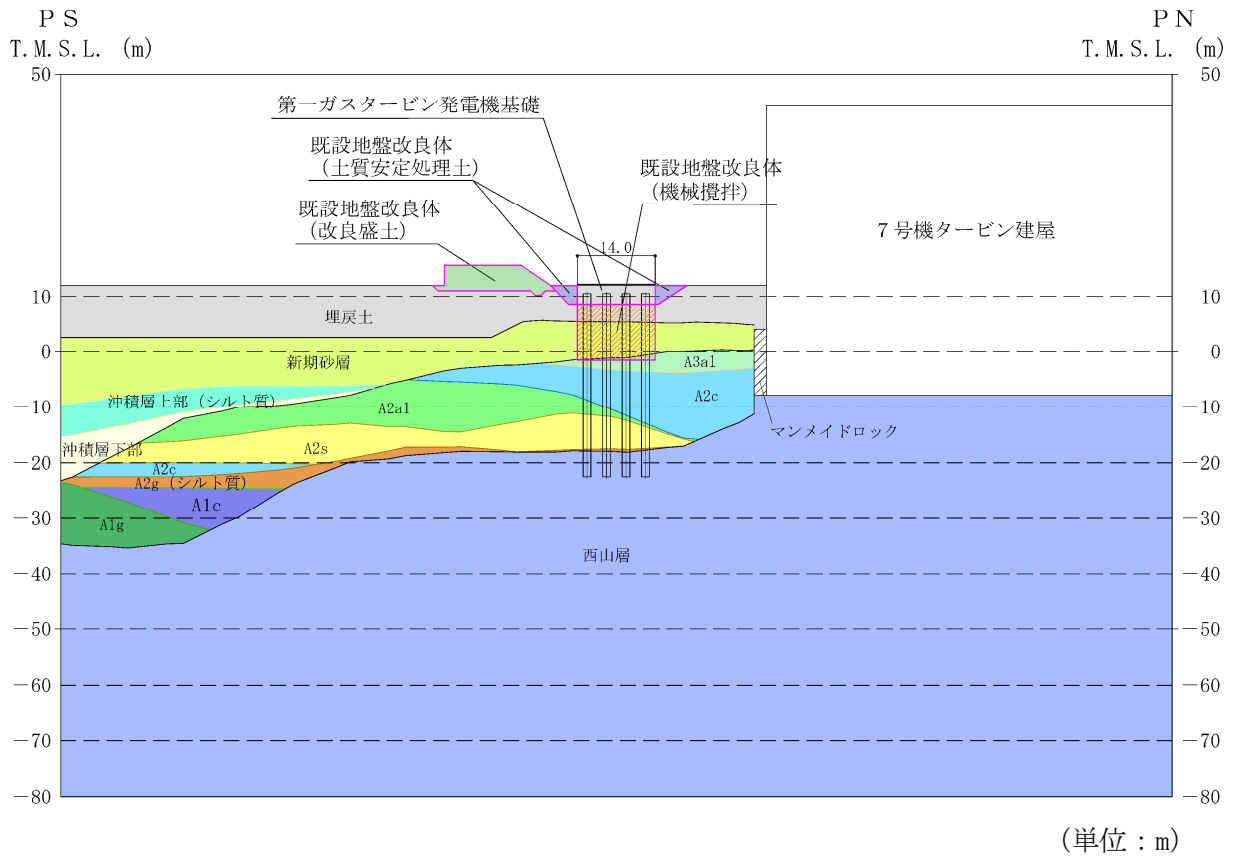 PS
PN
T.M.S.L. (m)
T.M.S.L. (m)
50
50
第一ガスタービン発電機基礎
既設地盤改良体
(土質安定処理土)
既設地盤改良体
(機械攪拌)
既設地盤改良体
(改良盛土)
7号機タービン建屋
14.0
10
10
埋戻土
0
0
新期砂層
A3a1
A2c
沖積層上部(シルト質)
A2a1
-10
-10
マンメイドロック
沖積層下部
A2s
-20
-20
A2c
A2g(シルト質)
A1c
A1g
-30
-30
西山層
-40
-40
-50
-50
-60
-60
-70
-70
-80
-80
(単位:m)